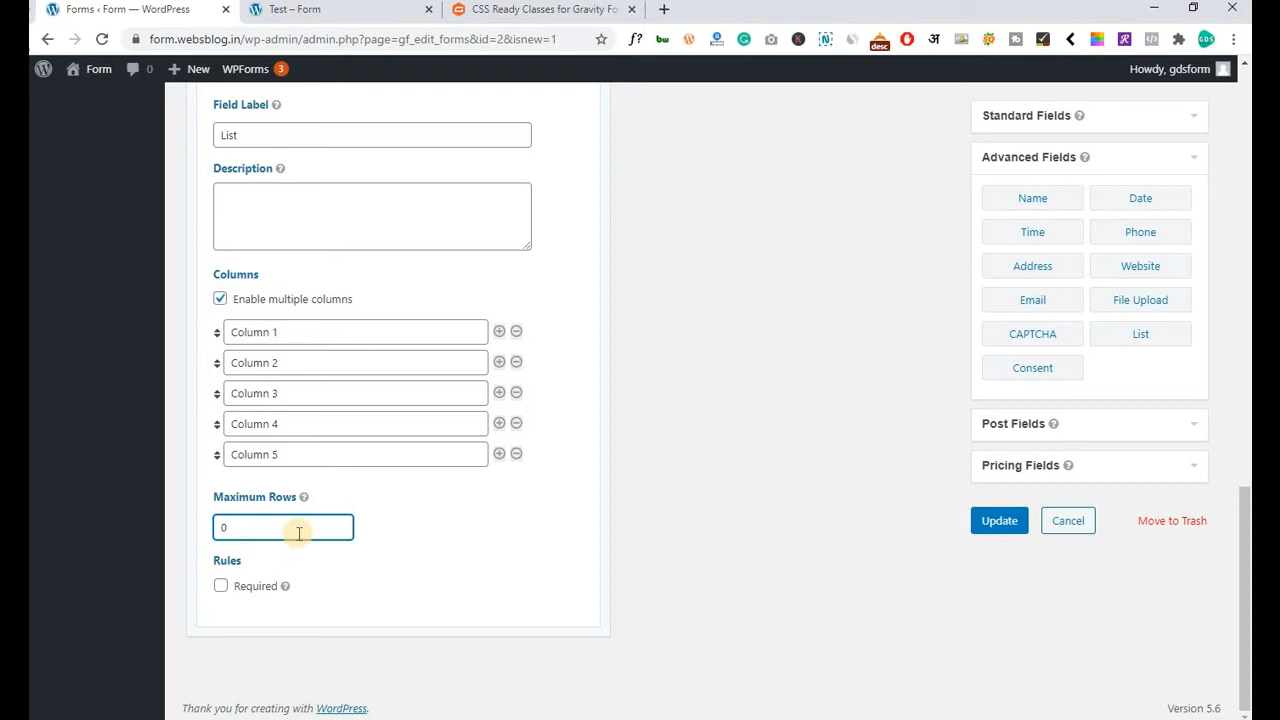 Forms ‹ Form — WordPress
Test – Form
CSS Ready Classes for Gravity Fo
form.websblog.in/wp-admin/admin.php?page=gf_edit_forms&id=2&isnew=1
f?
bw
desc
अ
GDS
Form
0
New
WPForms 3
Howdy, gdsform
Field Label
List
Description
Columns
Enable multiple columns
Column 1
Column 2
Column 3
Column 4
Column 5
Maximum Rows
0
Rules
Required
Standard Fields
Advanced Fields
Name
Date
Time
Phone
Address
Website
Email
File Upload
CAPTCHA
List
Consent
Post Fields
Pricing Fields
Update
Cancel
Move to Trash
Thank you for creating with WordPress.
Version 5.6